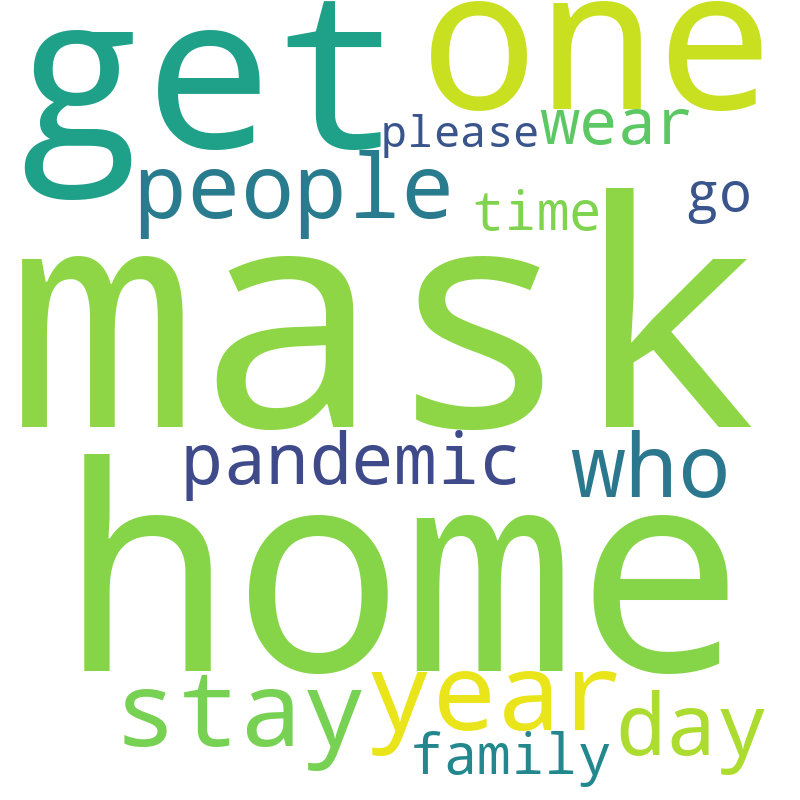 get one
please wear
people time go
mask
pandemic who
home
stay year day
family